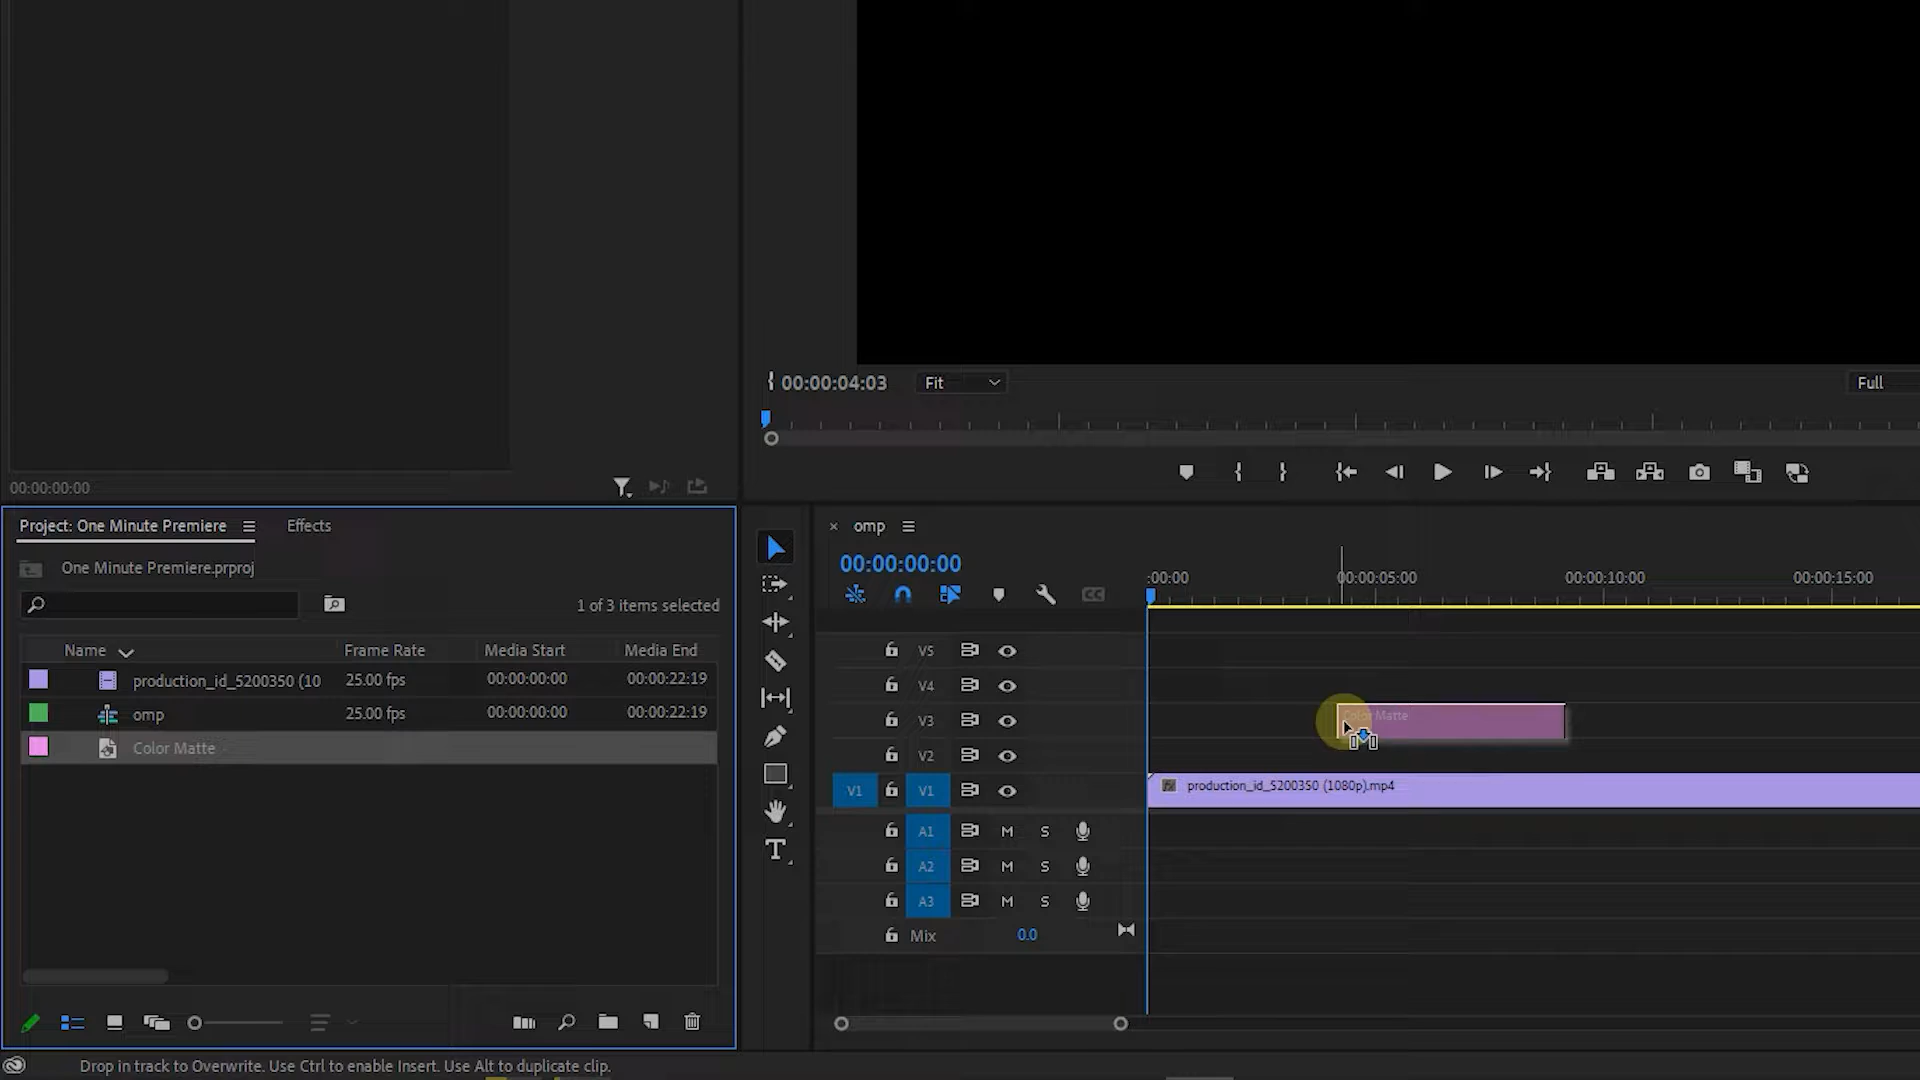 00:00:04:03
Fit
Full
00:00:00:00
Project: One Minute Premiere
Effects
One Minute Premiere.prproj
1 of 3 items selected
Name
Frame Rate
Media Start
Media End
production_id_5200350 (10
25.00 fps
00:00:00:00
00:00:22:19
omp
25.00 fps
00:00:00:00
00:00:22:19
Color Matte
omp
00:00:00:00
CC
:00:00
00:00:05:00
00:00:10:00
00:00:15:00
V5
V4
V3
Color Matte
V2
V1
V1
production_id_5200350 (1080p).mp4
A1
M
S
A2
M
S
A3
M
S
Mix
0.0
Drop in track to Overwrite. Use Ctrl to enable Insert. Use Alt to duplicate clip.